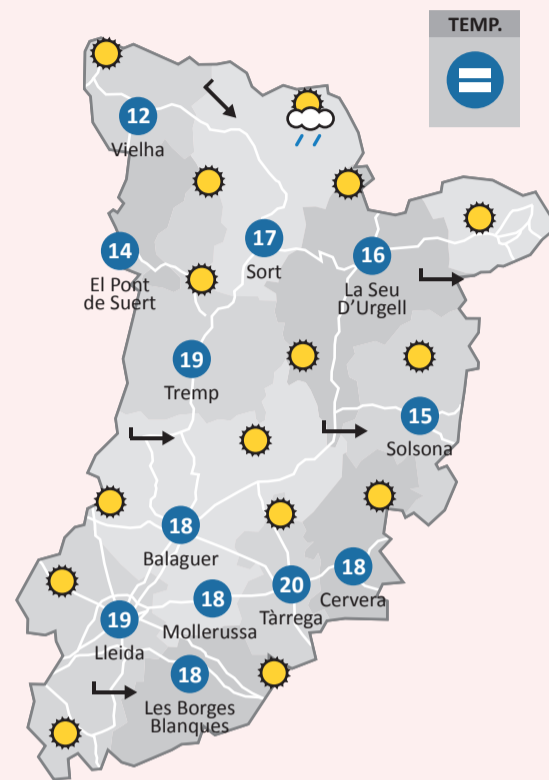 TEMP.
12
Vielha
14
El Pont
de Suert
17
Sort
16
La Seu
D'Urgell
19
Tremp
15
Solsona
18
Balaguer
18
Cervera
20
Tàrrega
18
Mollerussa
19
Lleida
18
Les Borges
Blanques